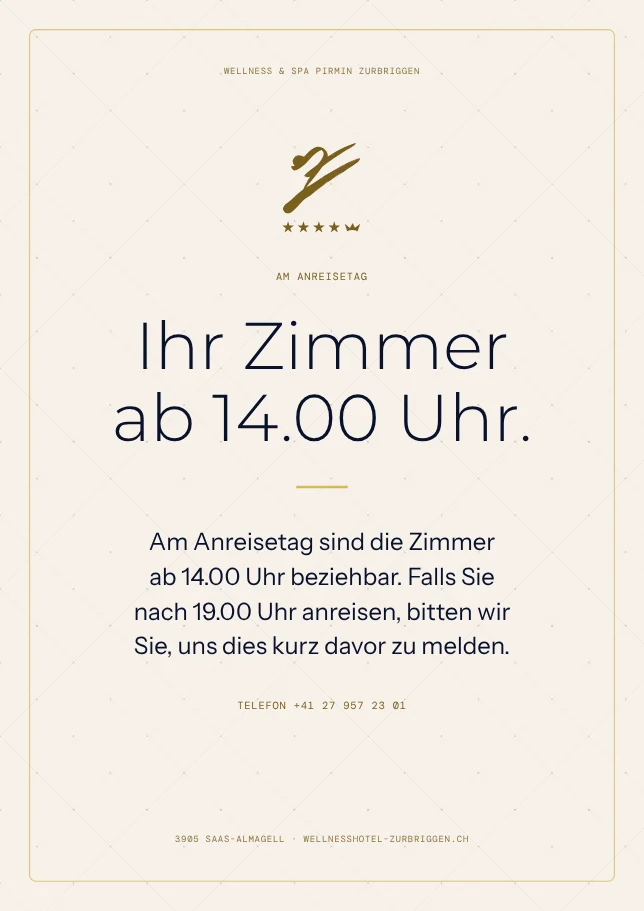 WELLNESS & SPA PIRMIN ZURBRIGGEN
AM ANREISETAG
Ihr Zimmer
ab 14.00 Uhr.
Am Anreisetag sind die Zimmer
ab 14.00 Uhr beziehbar. Falls Sie
nach 19.00 Uhr anreisen, bitten wir
Sie, uns dies kurz davor zu melden.
TELEFON +41 27 957 23 01
3905 SAAS-ALMAGELL · WELLNESSHOTEL-ZURBRIGGEN.CH